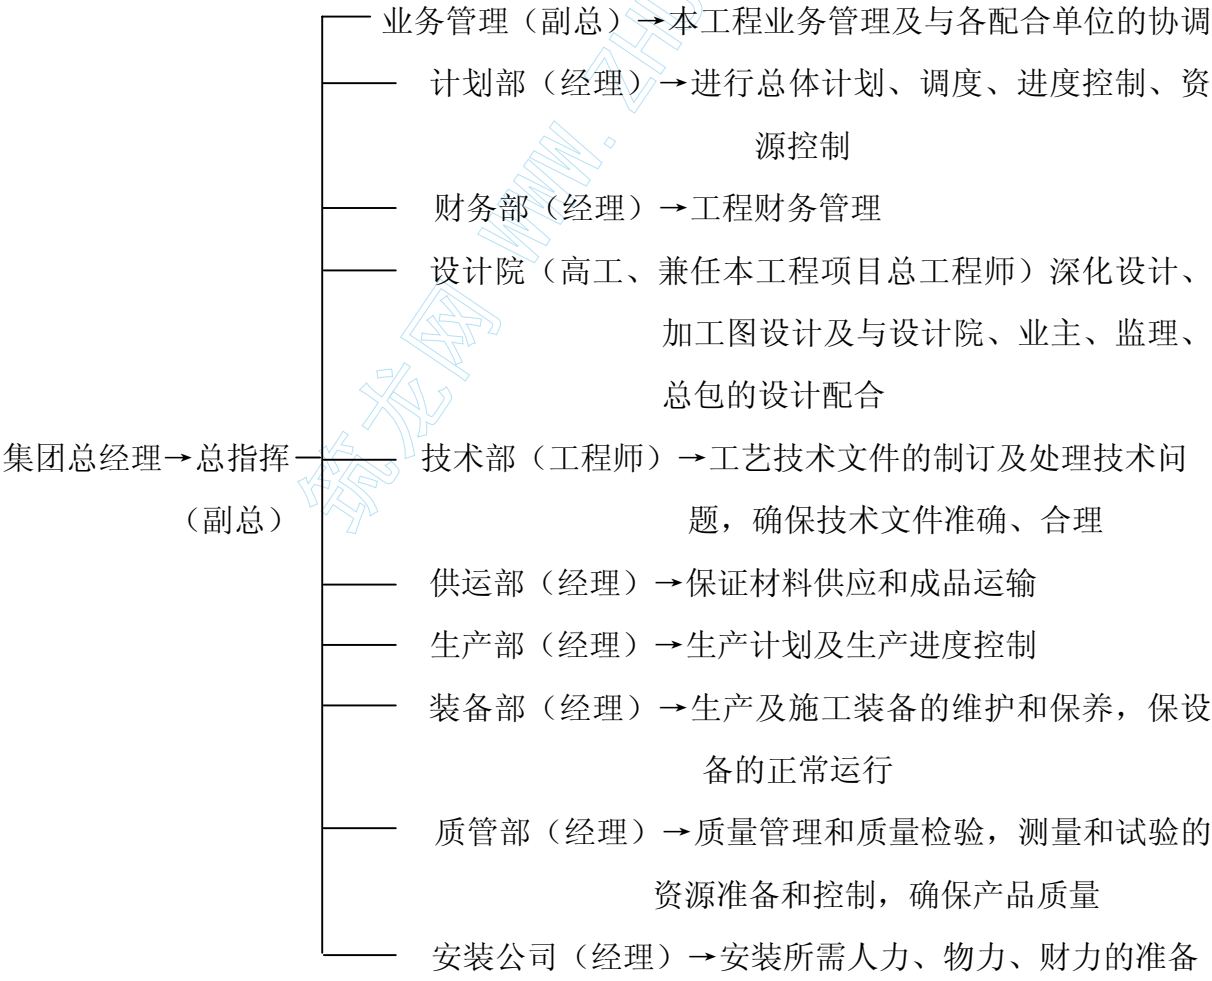 业务管理（副总）→本工程业务管理及与各配合单位的协调
计划部（经理）→进行总体计划、调度、进度控制、资
源控制
财务部（经理）→工程财务管理
设计院（高工、兼任本工程项目总工程师）深化设计、
加工图设计及与设计院、业主、监理、
总包的设计配合
集团总经理→总指挥
（副总）
技术部（工程师）→工艺技术文件的制订及处理技术问
题，确保技术文件准确、合理
供运部（经理）→保证材料供应和成品运输
生产部（经理）→生产计划及生产进度控制
装备部（经理）→生产及施工装备的维护和保养，保设
备的正常运行
质管部（经理）→质量管理和质量检验，测量和试验的
资源准备和控制，确保产品质量
安装公司（经理）→安装所需人力、物力、财力的准备
筑龙网 WWW.ZHU